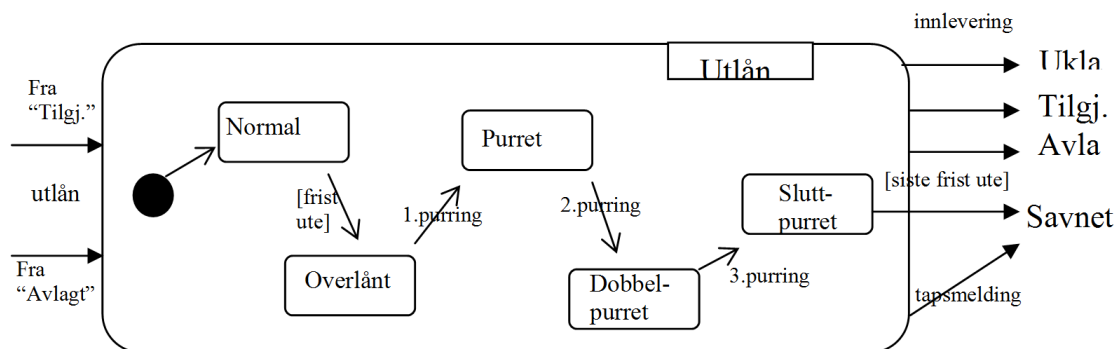 innlevering
Utlån
Ukla
Fra
“Tilgj.”
Normal
Purret
Tilgj.
Avla
utlån
[frist
ute]
1.purring
2.purring
Slutt-
purret
[siste frist ute]
Savnet
Fra
“Avlagt”
Overlånt
Dobbel-
purret
3.purring
tapsmelding